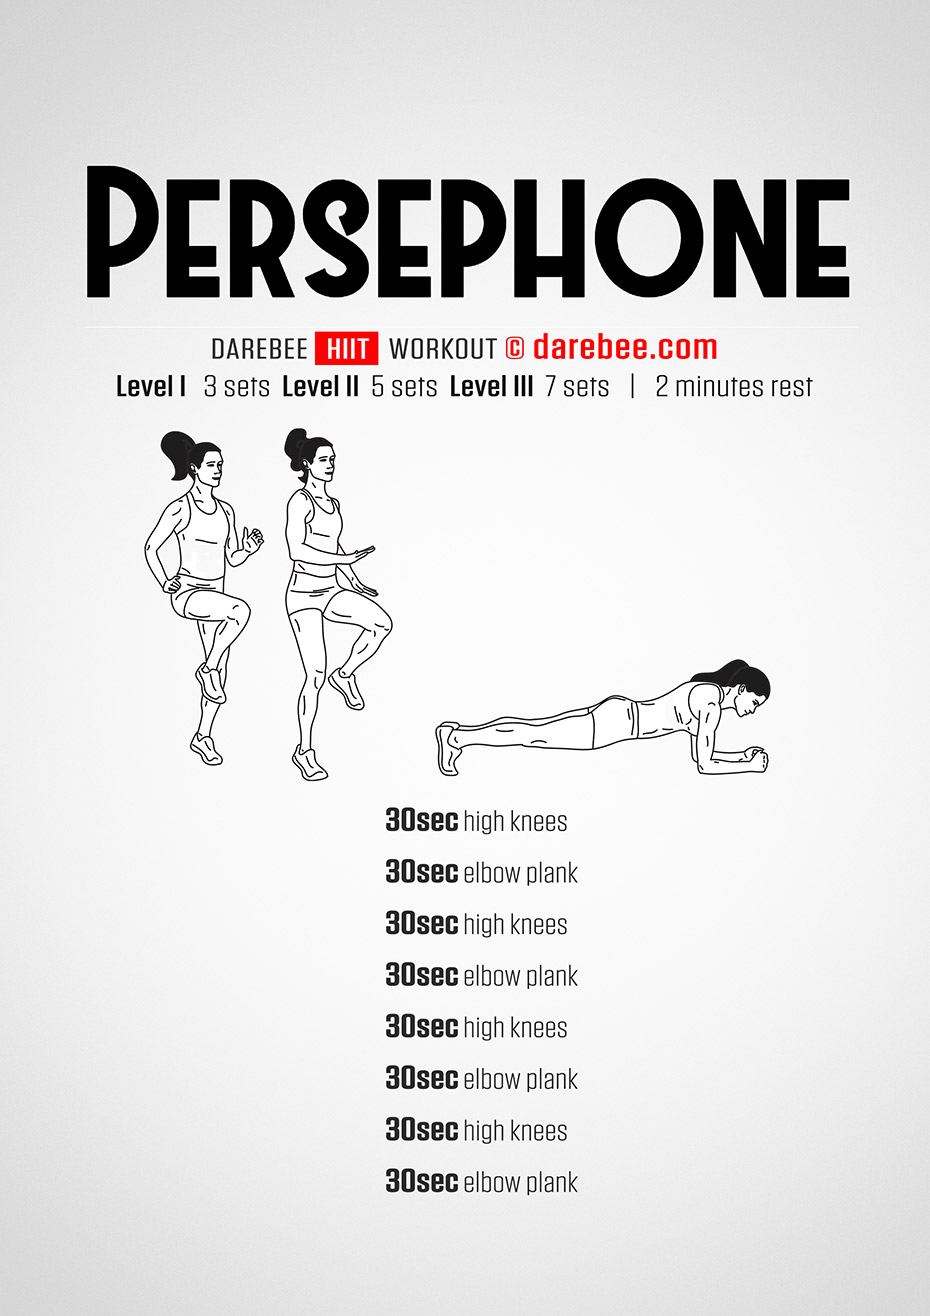 PERSEPHONE
DAREBEE HIIT WORKOUT © darebee.com
Level I 3 sets Level II 5 sets Level III 7 sets | 2 minutes rest
30sec high knees
30sec elbow plank
30sec high knees
30sec elbow plank
30sec high knees
30sec elbow plank
30sec high knees
30sec elbow plank